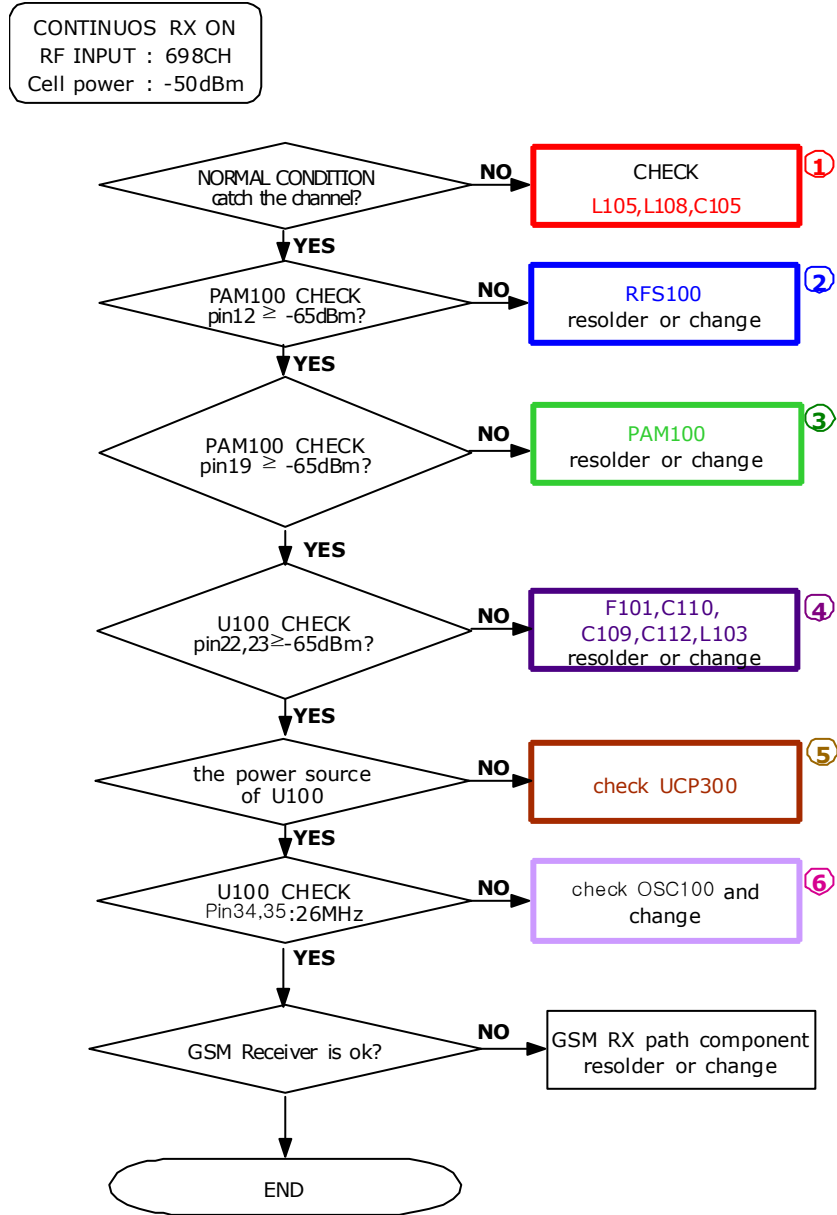 CONTINUOS RX ON
RF INPUT : 698CH
Cell power : -50dBm
NORMAL CONDITION
catch the channel?
NO
CHECK
L105,L108,C105
1
YES
PAM100 CHECK
pin12 ≥ -65dBm?
NO
RFS100
resolder or change
2
YES
PAM100 CHECK
pin19 ≥ -65dBm?
NO
PAM100
resolder or change
3
YES
U100 CHECK
pin22,23≥-65dBm?
NO
F101,C110,
C109,C112,L103
resolder or change
4
YES
the power source
of U100
NO
check UCP300
5
YES
U100 CHECK
Pin34,35:26MHz
NO
check OSC100 and
change
6
YES
GSM Receiver is ok?
NO
GSM RX path component
resolder or change
END